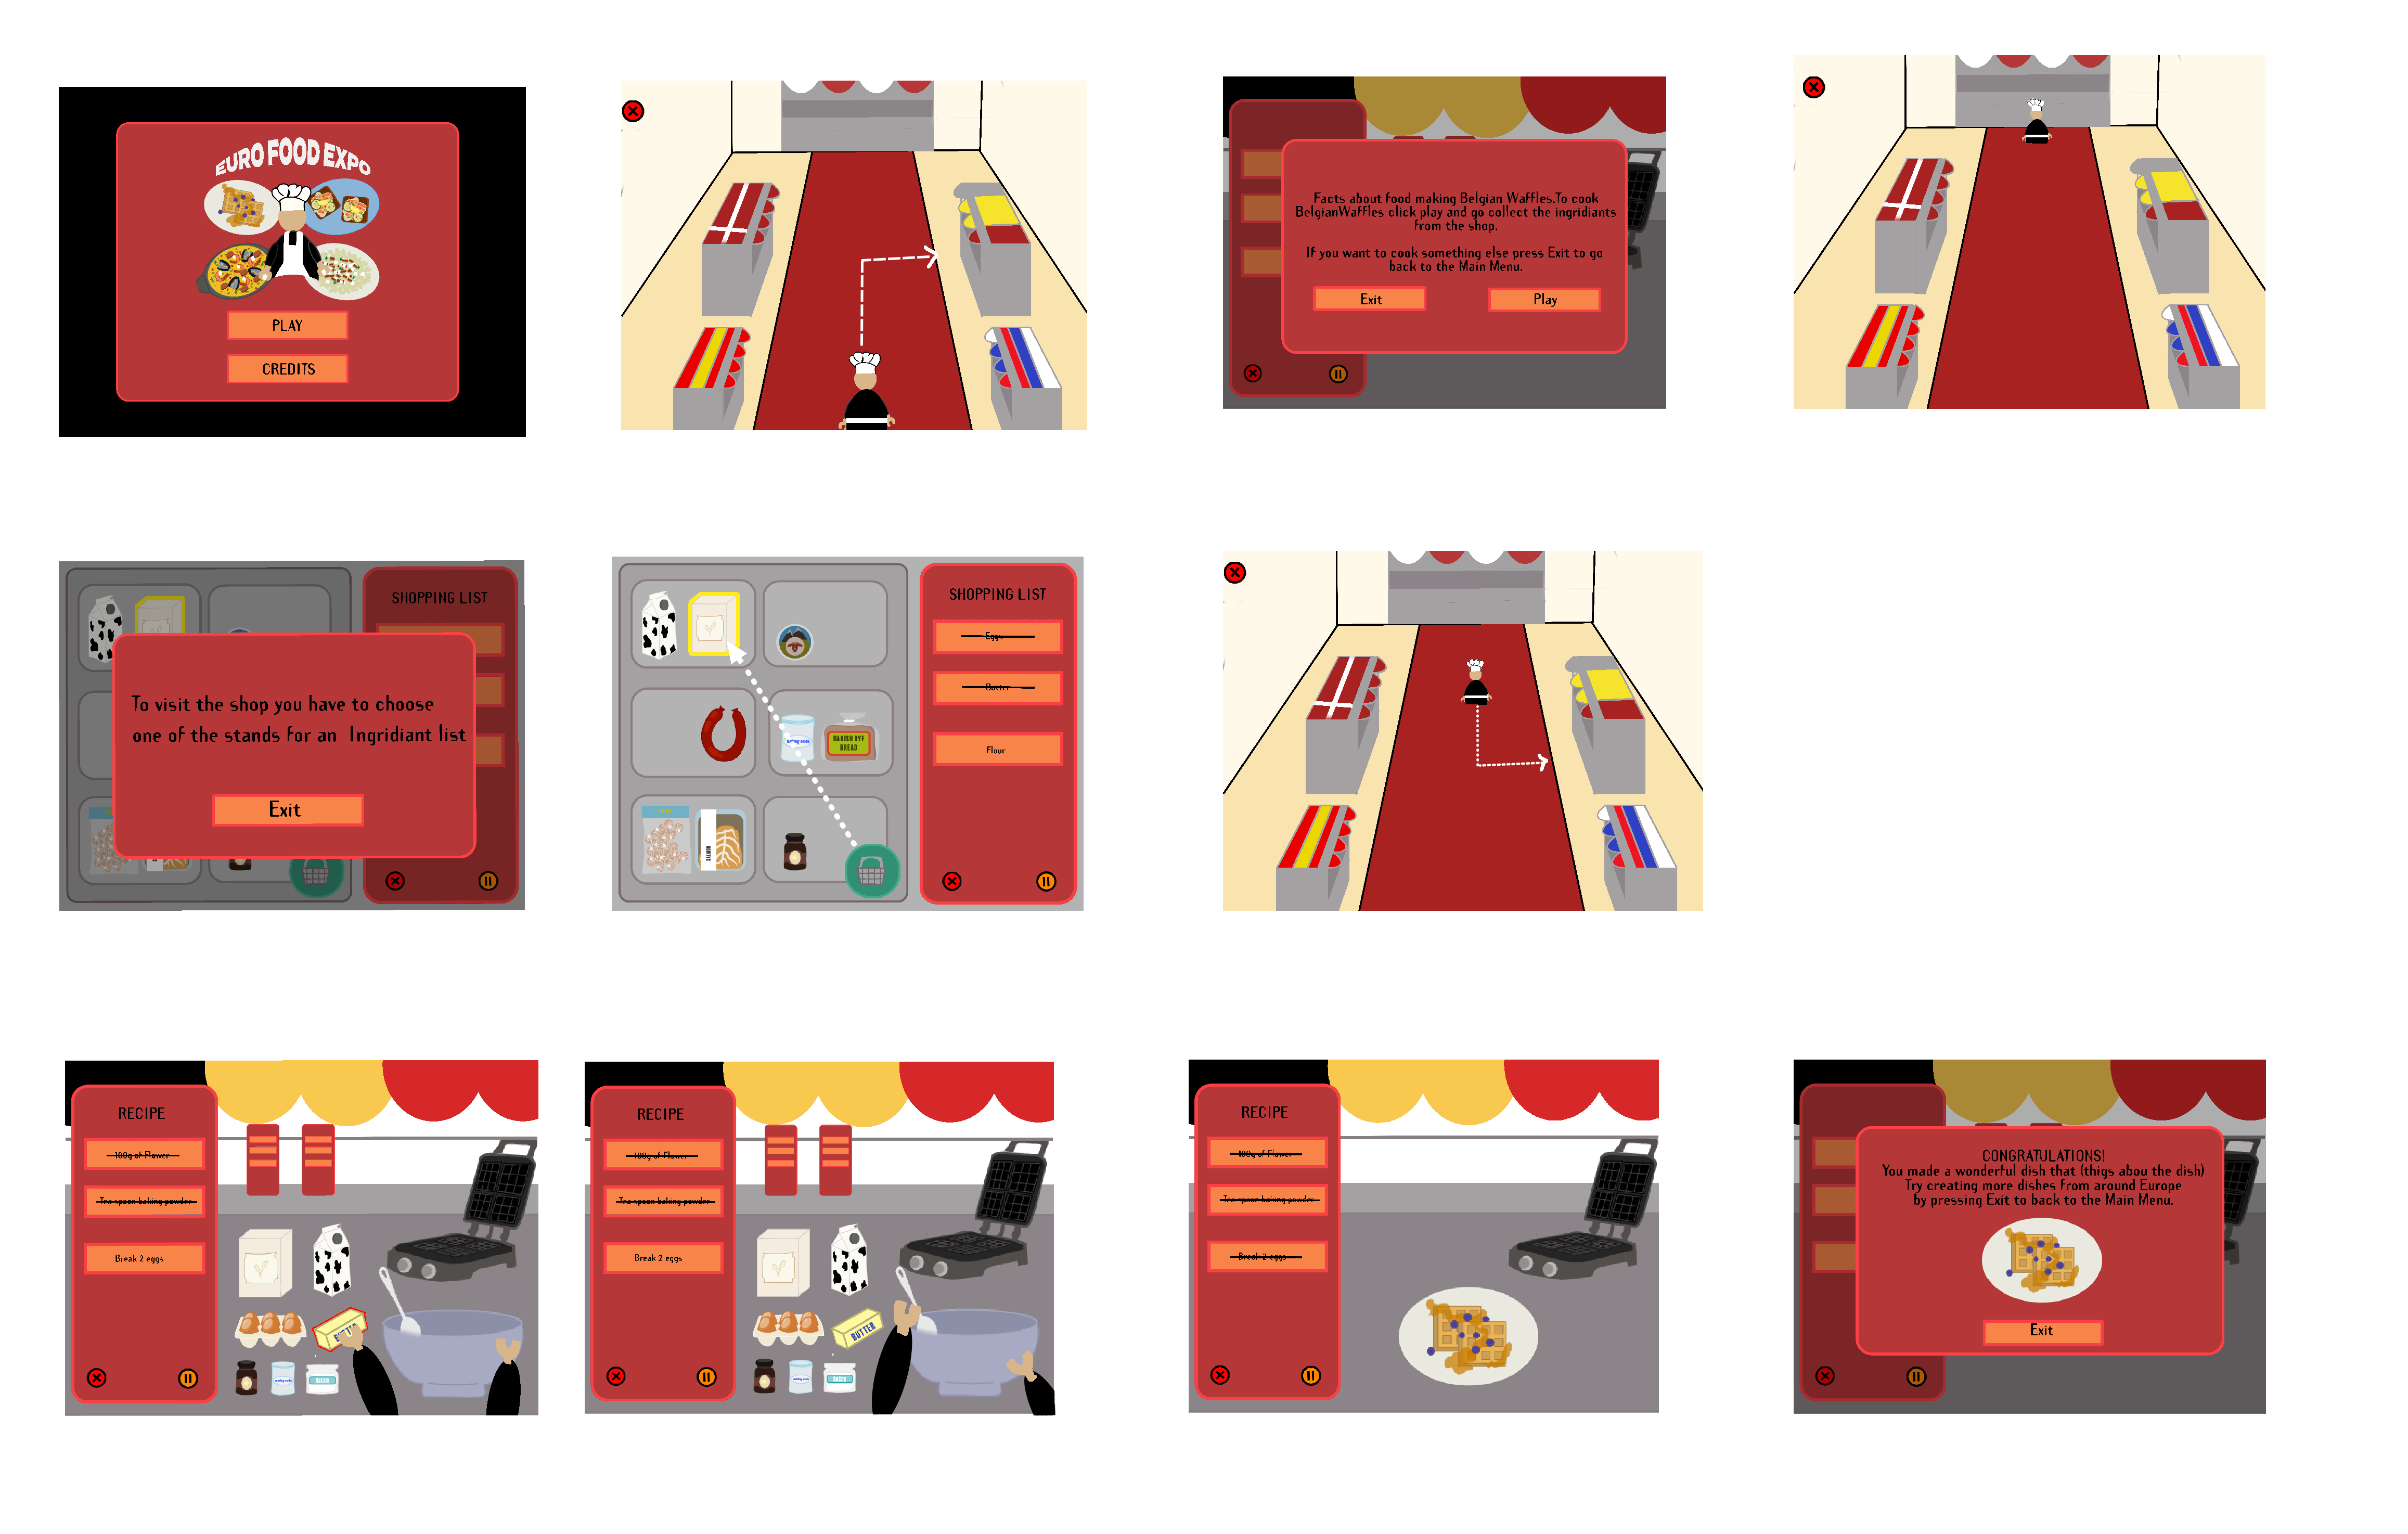 EURO FOOD EXPO
PLAY
CREDITS
Facts about food making Belgian Waffles.To cook
BelgianWaffles click play and go collect the ingridiants
from the shop.
If you want to cook something else press Exit to go
back to the Main Menu.
Exit
Play
SHOPPING LIST
To visit the shop you have to choose
one of the stands for an Ingridiant list
Exit
SHOPPING LIST
Eggs
Butter
Flour
DANISH RYE
BREAD
SALMON
RECIPE
100g of Flower
Tea spoon baking powder
Break 2 eggs
RECIPE
100g of Flower
Tea spoon baking powder
Break 2 eggs
BUTTER
RECIPE
100g of Flower
Tea spoon baking powder
Break 2 eggs
CONGRATULATIONS!
You made a wonderful dish that (thigs abou the dish)
Try creating more dishes from around Europe
by pressing Exit to back to the Main Menu.
Exit